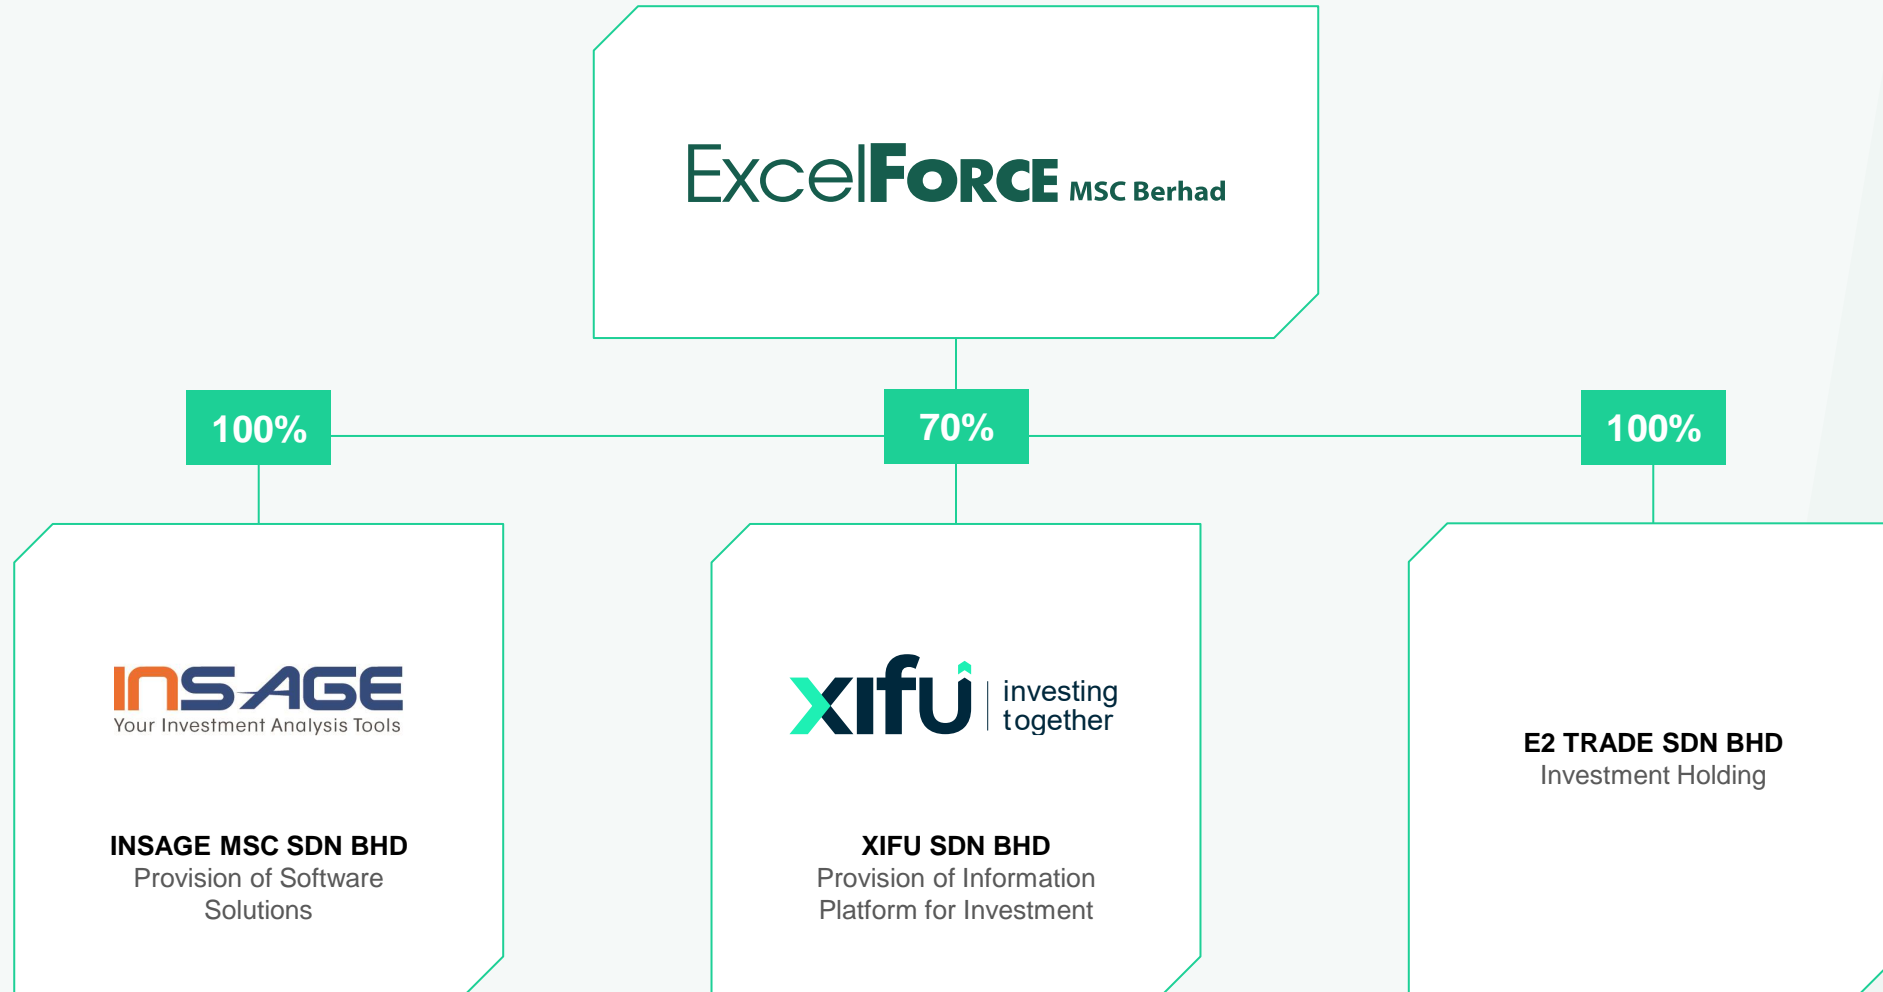 ExcelFORCE MSC Berhad
100%
70%
100%
INSAGE
Your Investment Analysis Tools
INSAGE MSC SDN BHD
Provision of Software
Solutions
xifu
investing
together
XIFU SDN BHD
Provision of Information
Platform for Investment
E2 TRADE SDN BHD
Investment Holding